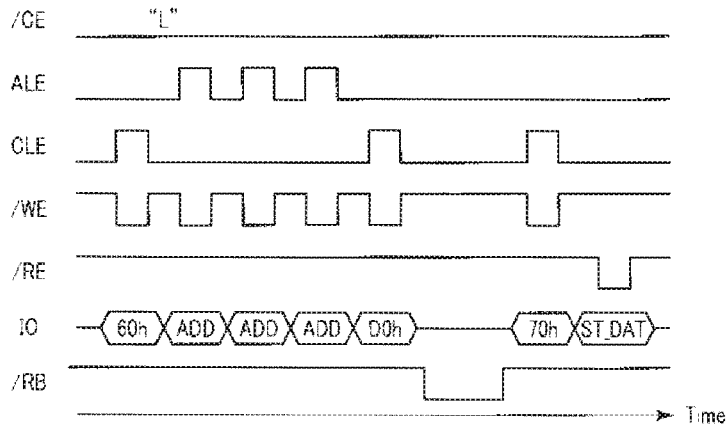 /CE "L"
ALE
CLE
/WE
/RE
IO 60h ADD ADD ADD D0h 70h ST_DAT
/RB
Time